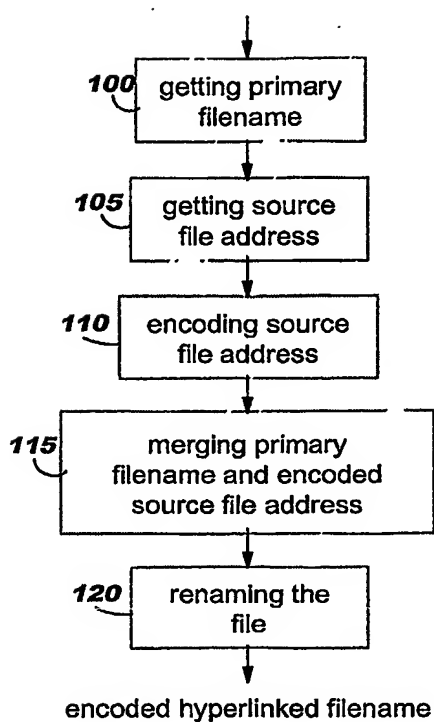 100
getting primary
filename
105
getting source
file address
110
encoding source
file address
115
merging primary
filename and encoded
source file address
120
renaming the
file
encoded hyperlinked filename